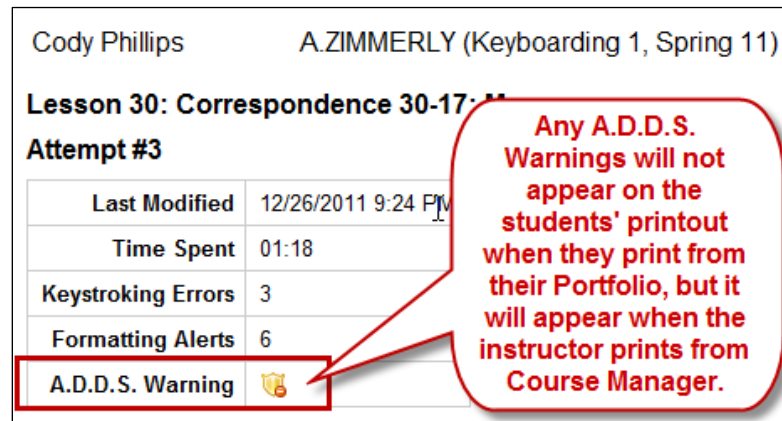 Cody Phillips A.ZIMMERLY (Keyboarding 1, Spring 11)
Lesson 30: Correspondence 30-17:
Attempt #3
Last Modified 12/26/2011 9:24 PM
Time Spent 01:18
Keystroking Errors 3
Formatting Alerts 6
A.D.D.S. Warning
Any A.D.D.S.
Warnings will not
appear on the
students' printout
when they print from
their Portfolio, but it
will appear when the
instructor prints from
Course Manager.